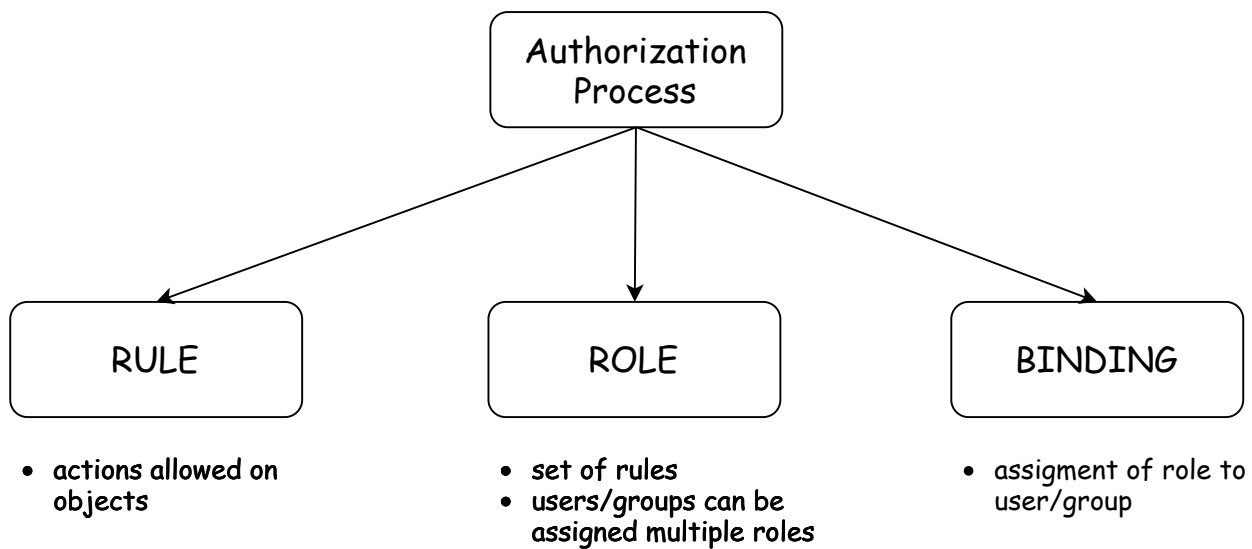 Authorization
Process
RULE
ROLE
BINDING
• actions allowed on
objects
• set of rules
• users/groups can be
assigned multiple roles
• assigment of role to
user/group